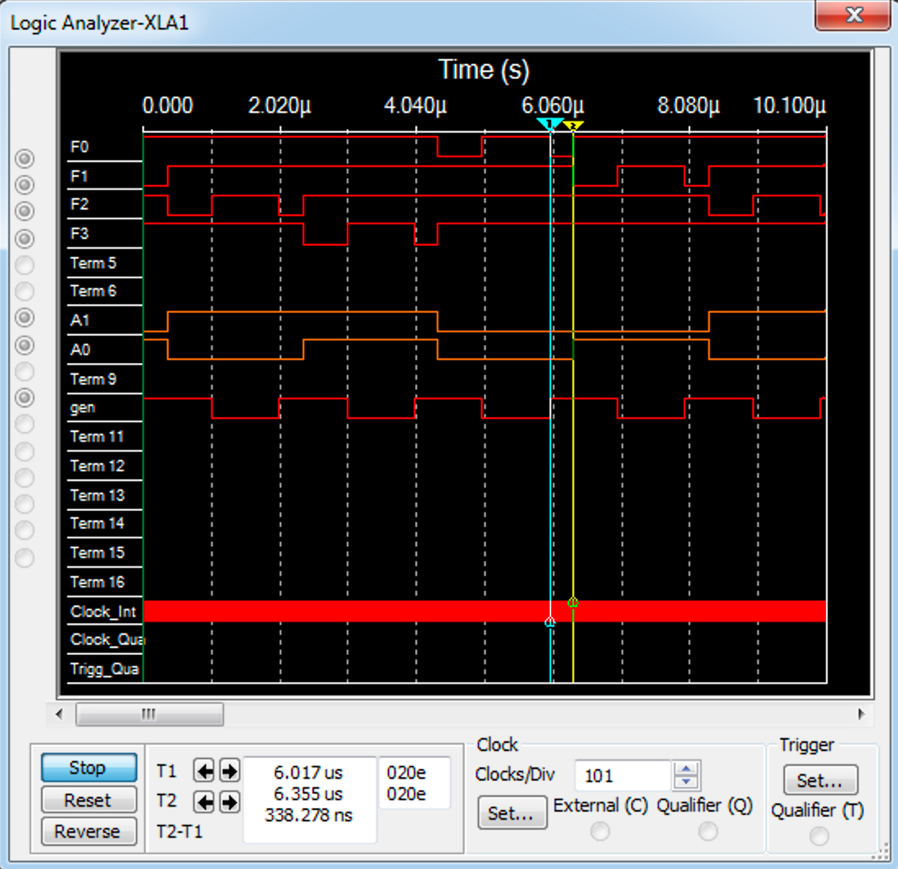 Logic Analyzer-XLA1
Time (s)
0.000 2.020µ 4.040µ 6.060µ 8.080µ 10.100µ
1 2
F0
F1
F2
F3
Term 5
Term 6
A1
A0
Term 9
gen
Term 11
Term 12
Term 13
Term 14
Term 15
Term 16
Clock_Int
Clock_Qua
Trigg_Qua
Stop
Reset
Reverse
T1 6.017 us 020e
T2 6.355 us 020e
T2-T1 338.278 ns
Clock
Clocks/Div 101
Set... External (C) Qualifier (Q)
Trigger
Set...
Qualifier (T)